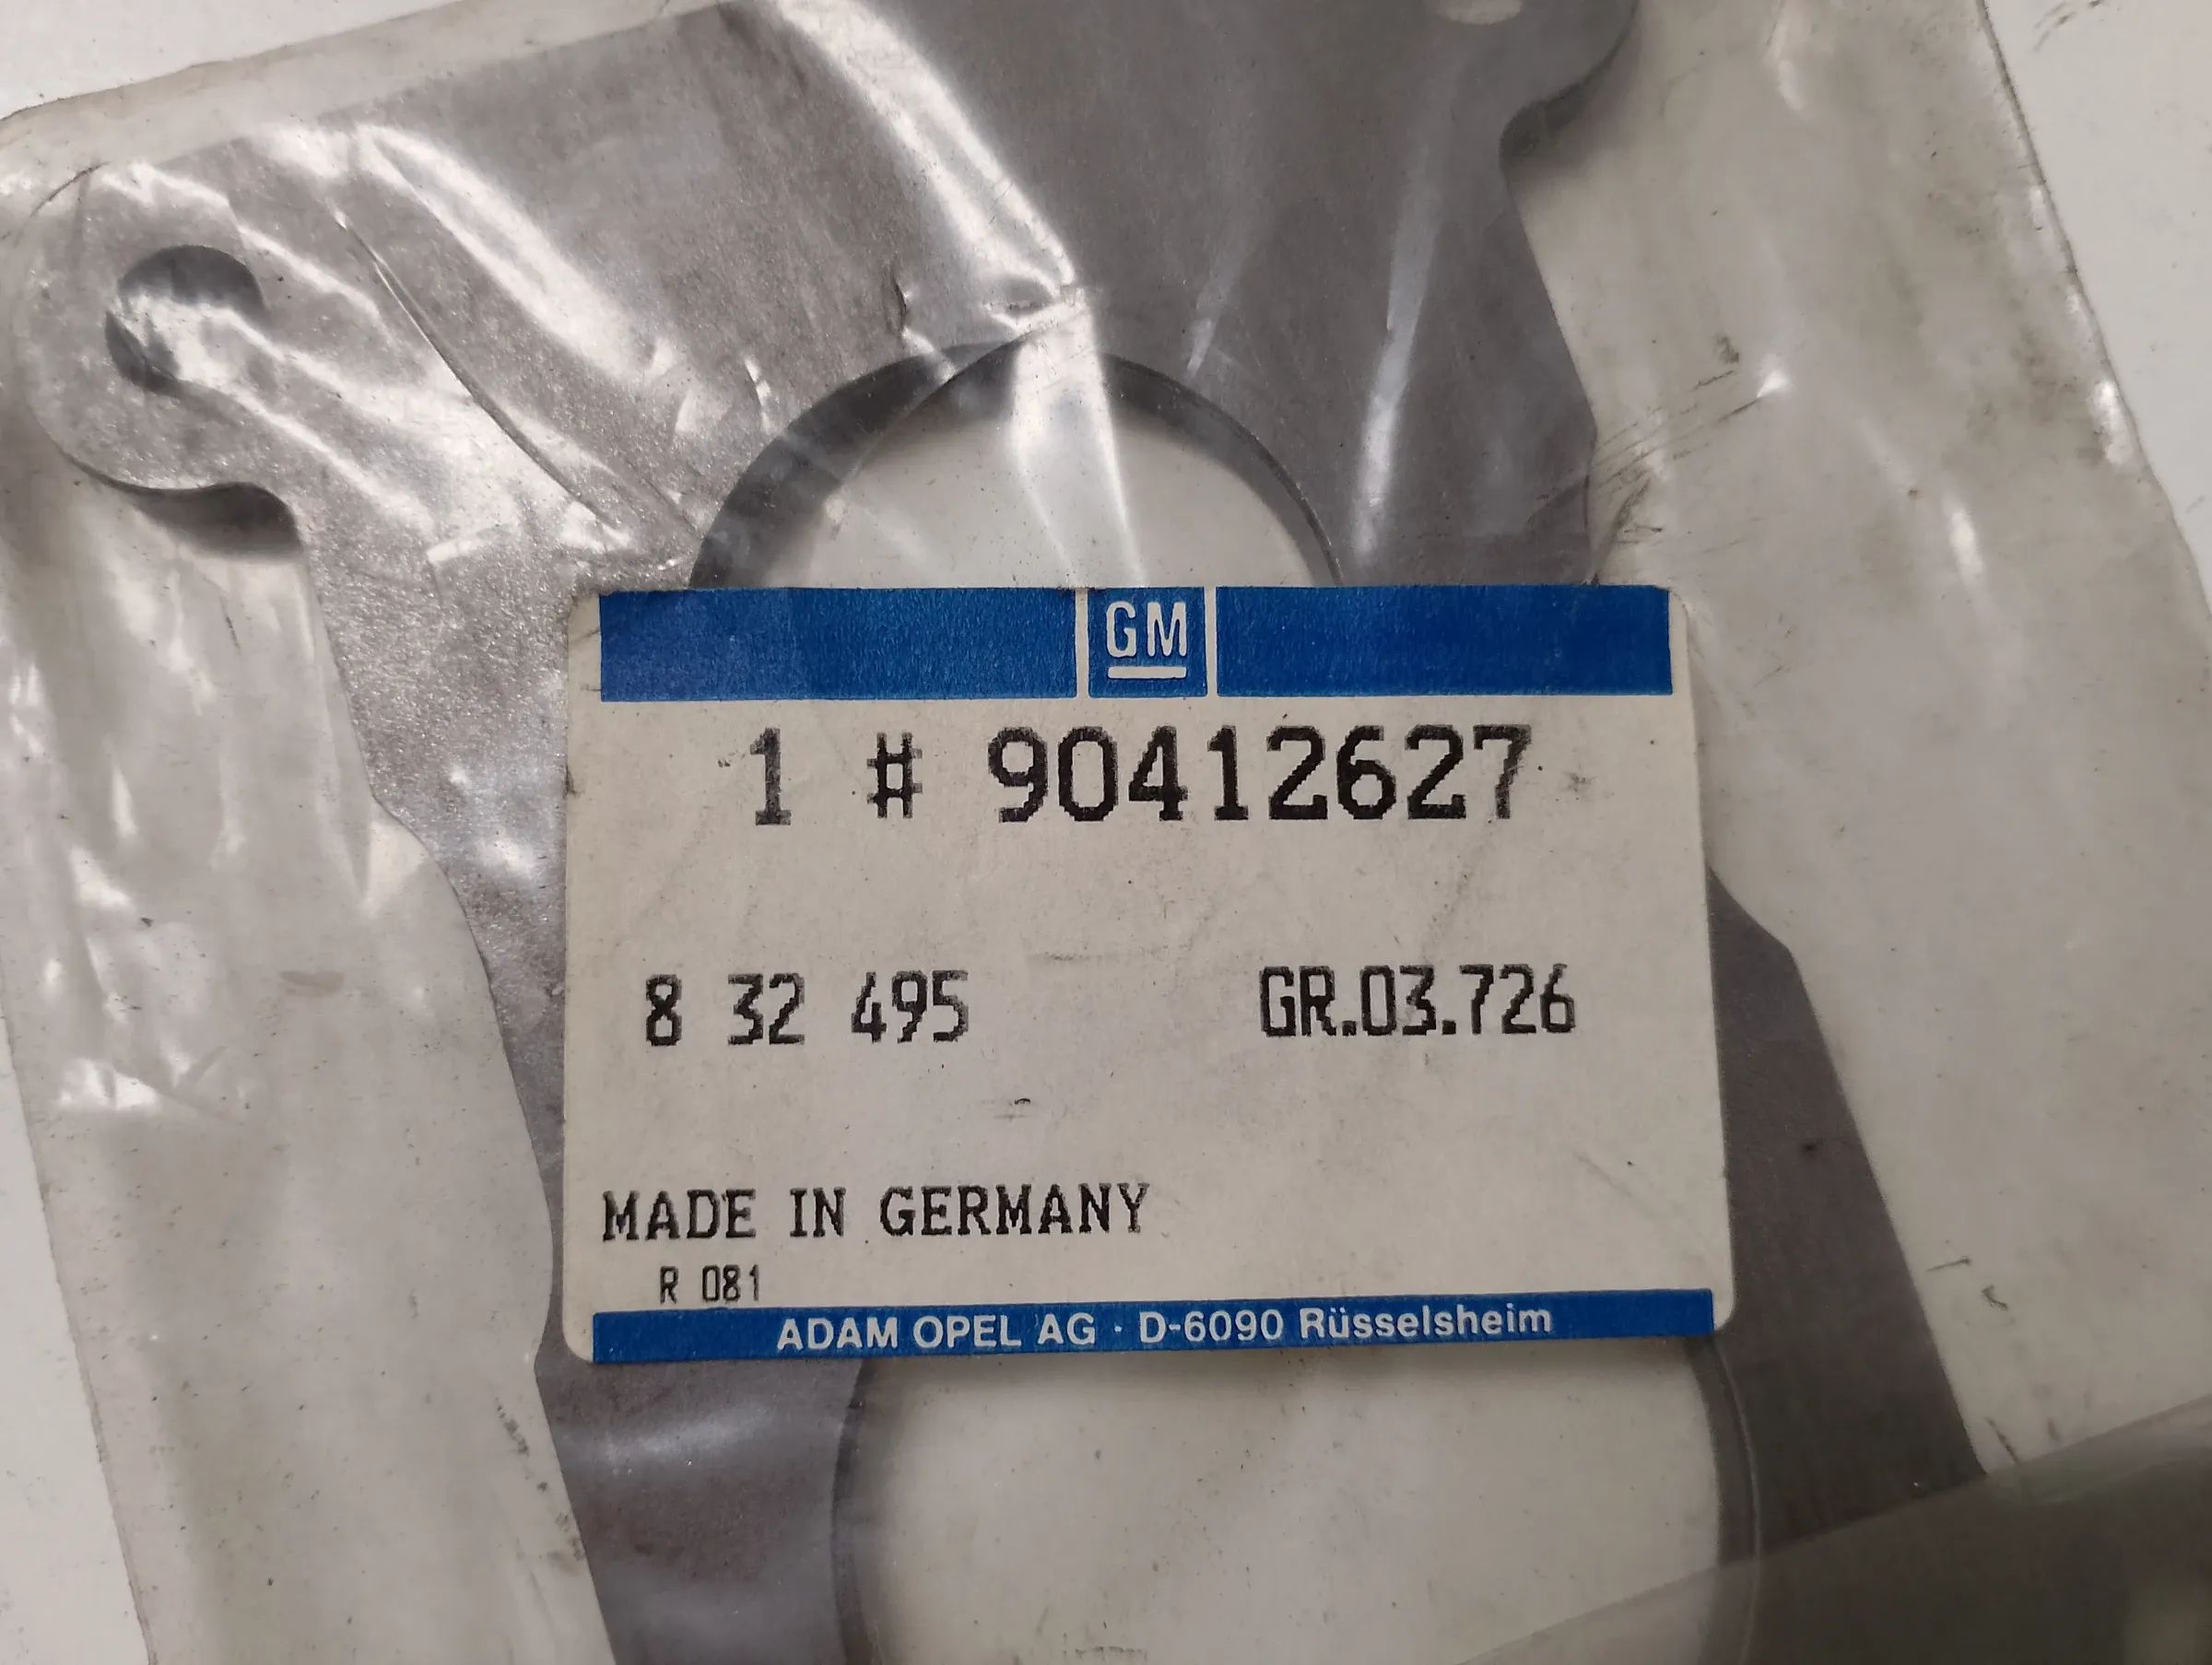 GM
1 # 90412627
8 32 495 GR.03.726
MADE IN GERMANY
R 081
ADAM OPEL AG · D-6090 Rüsselsheim